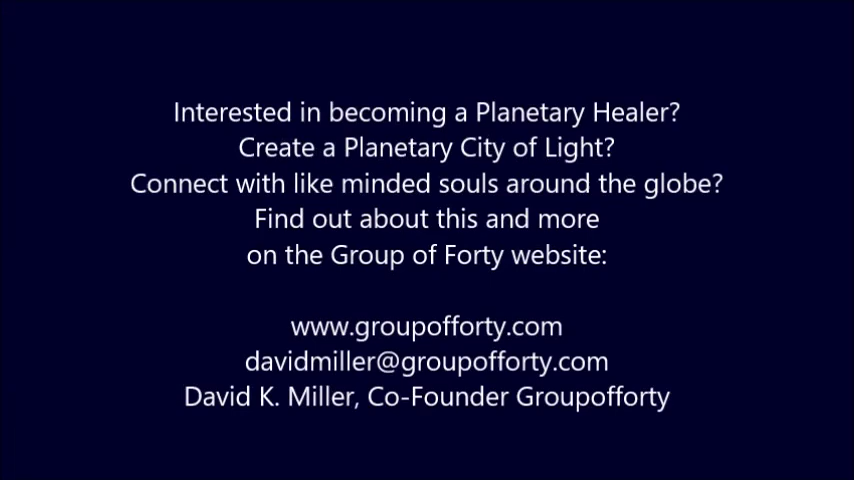 Interested in becoming a Planetary Healer?
Create a Planetary City of Light?
Connect with like minded souls around the globe?
Find out about this and more
on the Group of Forty website:
www.groupofforty.com
davidmiller@groupofforty.com
David K. Miller, Co-Founder Groupofforty